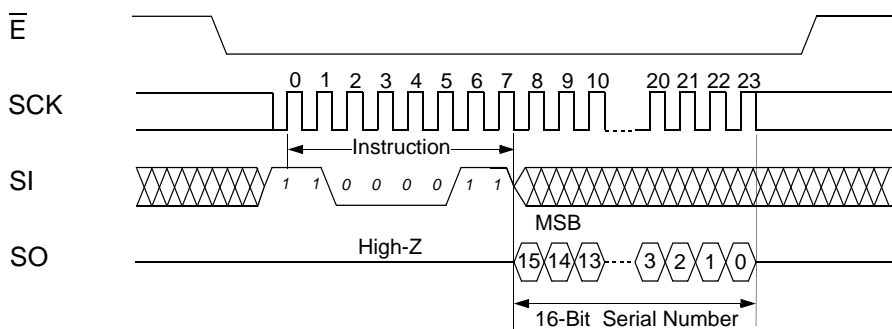 E
0 1 2 3 4 5 6 7 8 9 10 20 21 22 23
SCK
Instruction
SI
1 1 0 0 0 0 1 1
MSB
High-Z
SO
15 14 13 3 2 1 0
16-Bit Serial Number